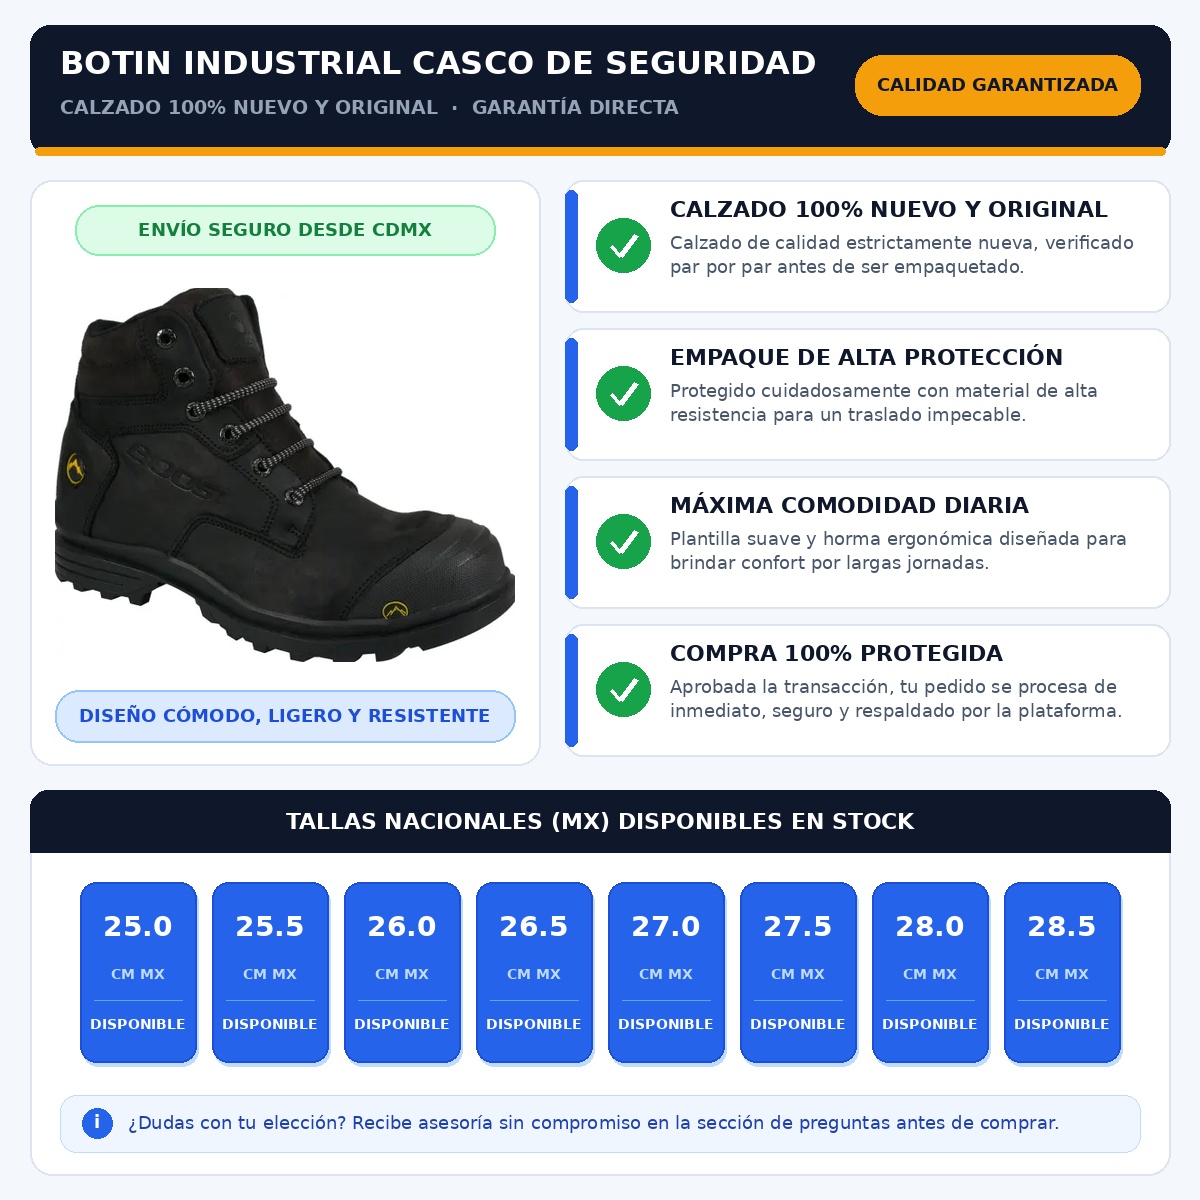 BOTIN INDUSTRIAL CASCO DE SEGURIDAD
CALZADO 100% NUEVO Y ORIGINAL · GARANTÍA DIRECTA
CALIDAD GARANTIZADA
ENVÍO SEGURO DESDE CDMX
DISEÑO CÓMODO, LIGERO Y RESISTENTE
CALZADO 100% NUEVO Y ORIGINAL
Calzado de calidad estrictamente nueva, verificado
par por par antes de ser empaquetado.
EMPAQUE DE ALTA PROTECCIÓN
Protegido cuidadosamente con material de alta
resistencia para un traslado impecable.
MÁXIMA COMODIDAD DIARIA
Plantilla suave y horma ergonómica diseñada para
brindar confort por largas jornadas.
COMPRA 100% PROTEGIDA
Aprobada la transacción, tu pedido se procesa de
inmediato, seguro y respaldado por la plataforma.
TALLAS NACIONALES (MX) DISPONIBLES EN STOCK
25.0 25.5 26.0 26.5 27.0 27.5 28.0 28.5
CM MX CM MX CM MX CM MX CM MX CM MX CM MX CM MX
DISPONIBLE DISPONIBLE DISPONIBLE DISPONIBLE DISPONIBLE DISPONIBLE DISPONIBLE DISPONIBLE
i ¿Dudas con tu elección? Recibe asesoría sin compromiso en la sección de preguntas antes de comprar.